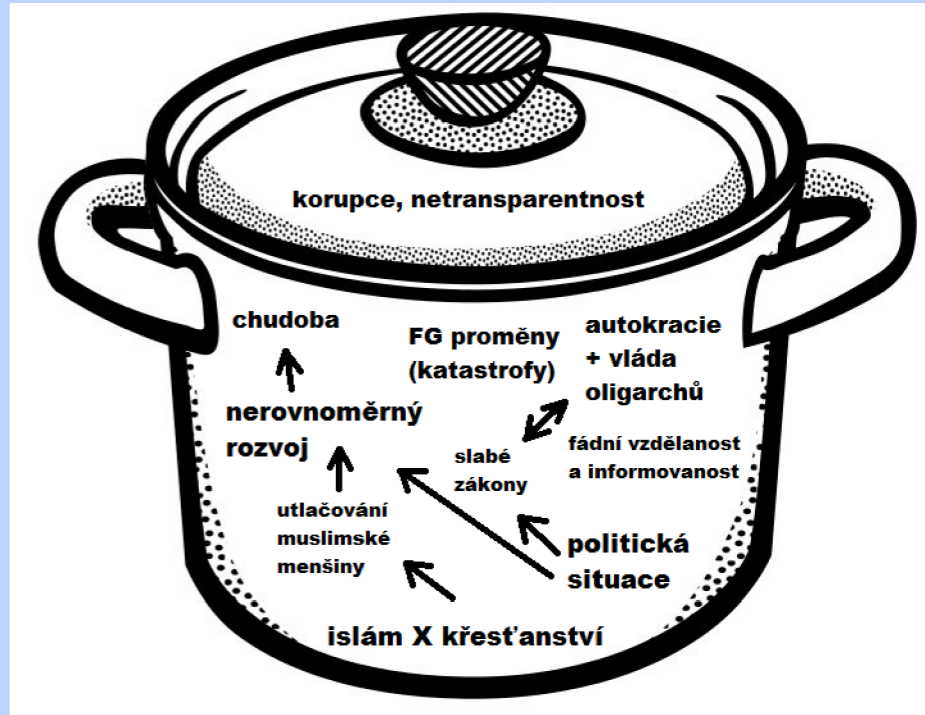 korupce, netransparentnost
chudoba
FG proměny
(katastrofy)
autokracie
+ vláda
oligarchů
nerovnoměrný
rozvoj
slabé
zákony
fádní vzdělanost
a informovanost
utlačování
muslimské
menšiny
politická
situace
islám X křesťanství